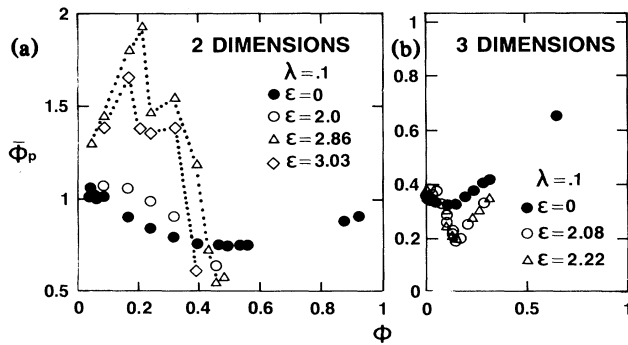 (a)
2 DIMENSIONS
λ = .1
ε = 0
ε = 2.0
ε = 2.86
ε = 3.03
2
1.5
1
0.5
Φ̄p
0 0.2 0.4 0.6 0.8 1
Φ
(b)
3 DIMENSIONS
1
0.8
0.6
0.4
0.2
0
λ = .1
ε = 0
ε = 2.08
ε = 2.22
0 1